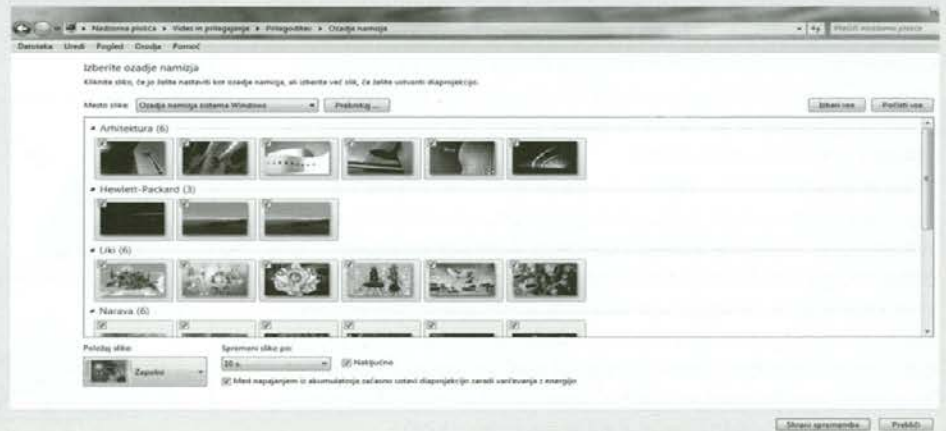 Nadzorna plošča ▸ Videz in prilagajanje ▸ Prilagoditev ▸ Ozadje namizja
Datoteka Uredi Pogled Orodja Pomoč
Izberite ozadje namizja
Kliknite sliko, če jo želite nastaviti kot ozadje namizja, ali izberite več slik, če želite ustvariti diaprojekcijo.
Mesto slike: Ozadja namizja sistema Windows Prebrskaj ... Izberi vse Počisti vse
Arhitektura (6)
Hewlett-Packard (3)
Liki (6)
Narava (6)
Položaj slike: Spremeni sliko po:
Zapolni 10 s. Naključno
Med napajanjem iz akumulatorja začasno ustavi diaprojekcijo zaradi varčevanja z energijo
Shrani spremembe Prekliči